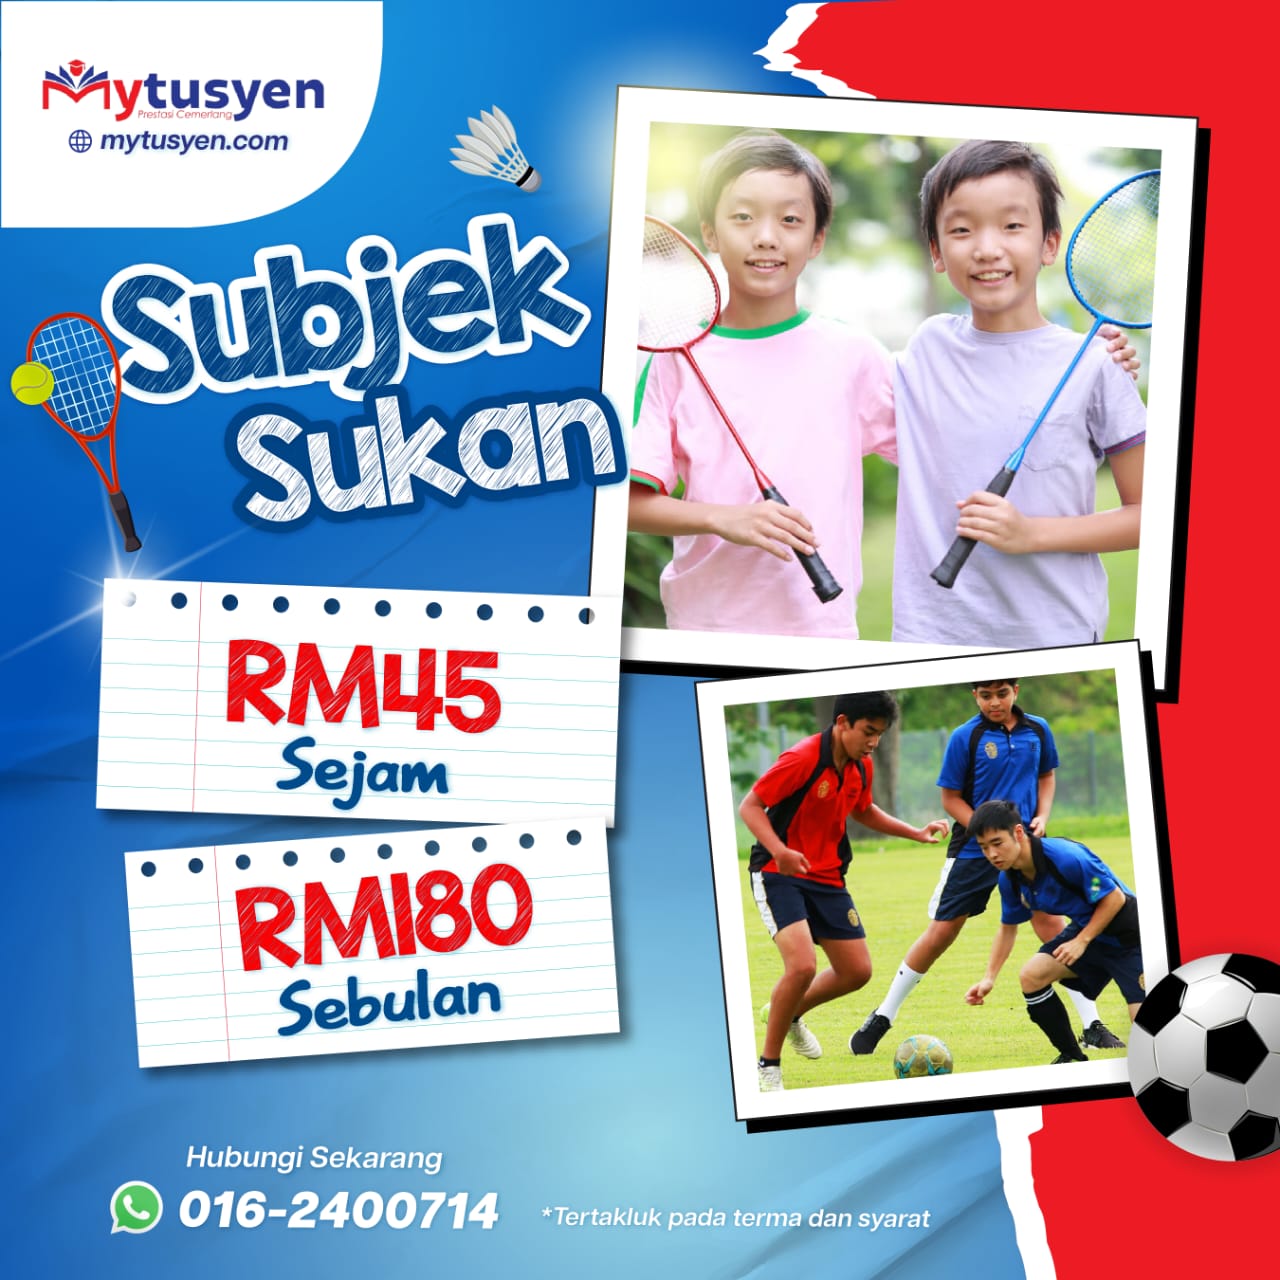 Mytusyen
Prestasi Cemerlang
mytusyen.com
Subjek
Sukan
RM45
Sejam
RM180
Sebulan
Hubungi Sekarang
016-2400714
*Tertakluk pada terma dan syarat